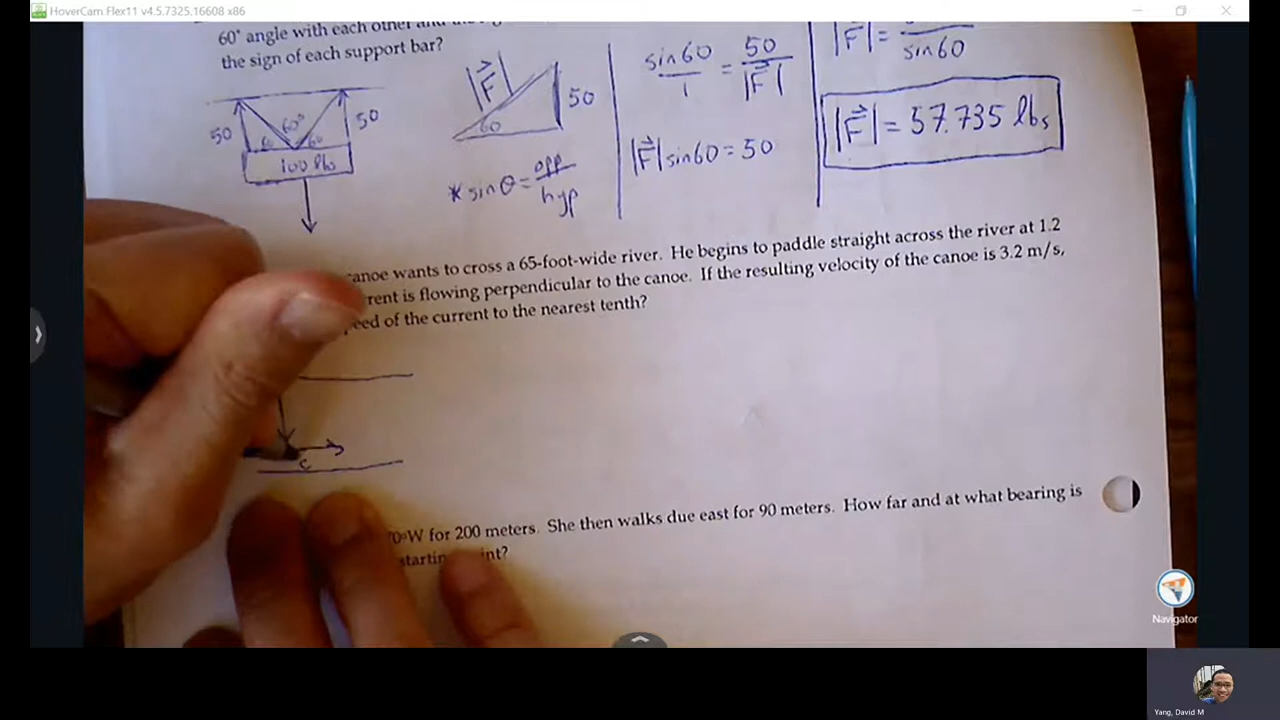 HoverCam Flex11 v4.5.7325.16608 x86
60° angle with each other and
the sign of each support bar?
50
60
60°
60
50
100 lbs
|F⃗|
50
60
* sin θ = opp/hyp
sin 60/1 = 50/|F⃗|
|F⃗| sin 60 = 50
|F⃗| = /sin 60
|F⃗| = 57.735 lbs
canoe wants to cross a 65-foot-wide river. He begins to paddle straight across the river at 1.2
rent is flowing perpendicular to the canoe. If the resulting velocity of the canoe is 3.2 m/s,
peed of the current to the nearest tenth?
c
70°W for 200 meters. She then walks due east for 90 meters. How far and at what bearing is
startin int?
Navigator
Yang, David M